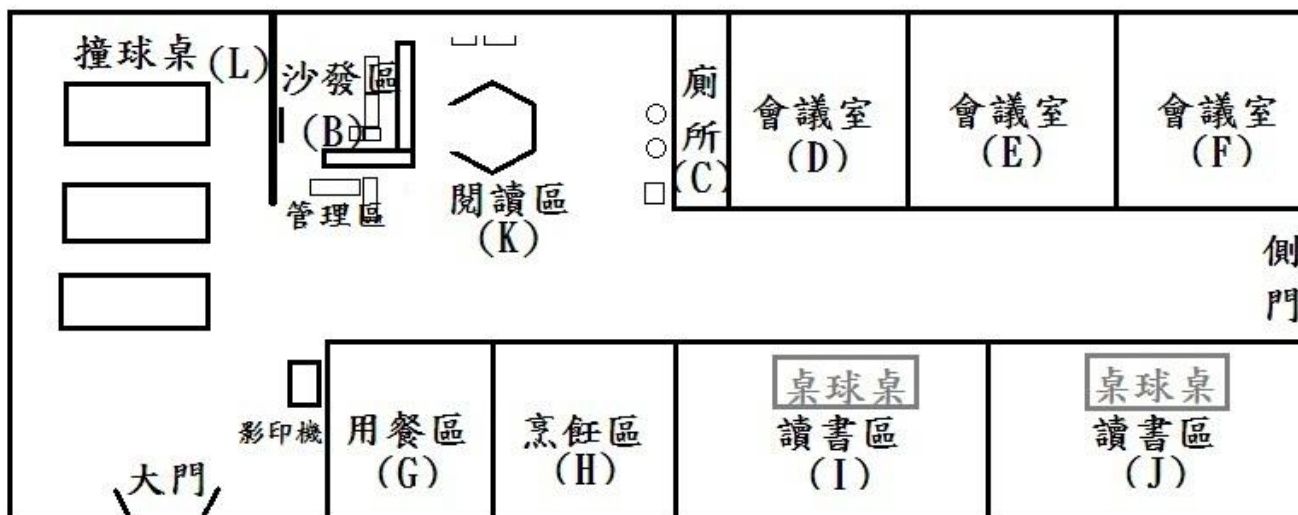 撞球桌(L)
沙發區
(B)
管理區
閱讀區
(K)
廁所
(C)
會議室
(D)
會議室
(E)
會議室
(F)
側門
影印機
大門
用餐區
(G)
烹飪區
(H)
桌球桌
讀書區
(I)
桌球桌
讀書區
(J)